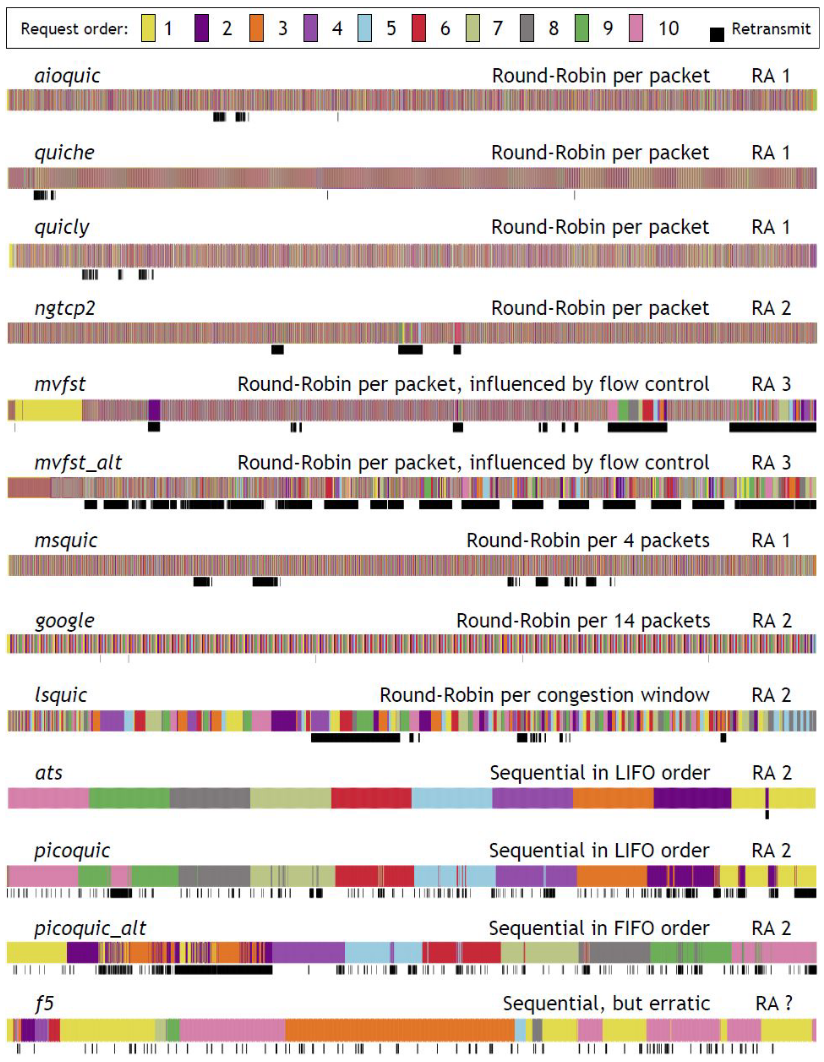 Request order: 1 2 3 4 5 6 7 8 9 10 Retransmit
aioquic Round-Robin per packet RA 1
quiche Round-Robin per packet RA 1
quicly Round-Robin per packet RA 1
ngtcp2 Round-Robin per packet RA 2
mvfst Round-Robin per packet, influenced by flow control RA 3
mvfst_alt Round-Robin per packet, influenced by flow control RA 3
msquic Round-Robin per 4 packets RA 1
google Round-Robin per 14 packets RA 2
lsquic Round-Robin per congestion window RA 2
ats Sequential in LIFO order RA 2
picoquic Sequential in LIFO order RA 2
picoquic_alt Sequential in FIFO order RA 2
f5 Sequential, but erratic RA ?